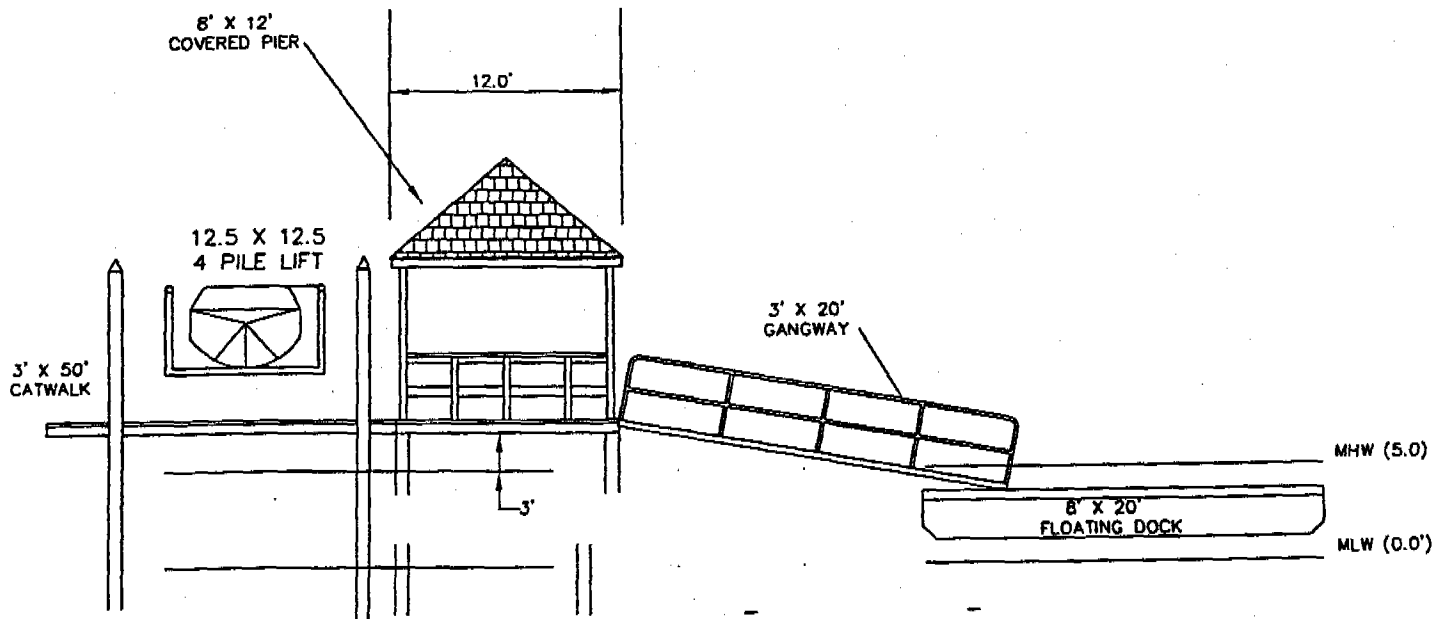 8' X 12'
COVERED PIER
12.0'
12.5 X 12.5
4 PILE LIFT
3' X 20'
GANGWAY
3' X 50'
CATWALK
MHW (5.0)
3'
8' X 20'
FLOATING DOCK
MLW (0.0')